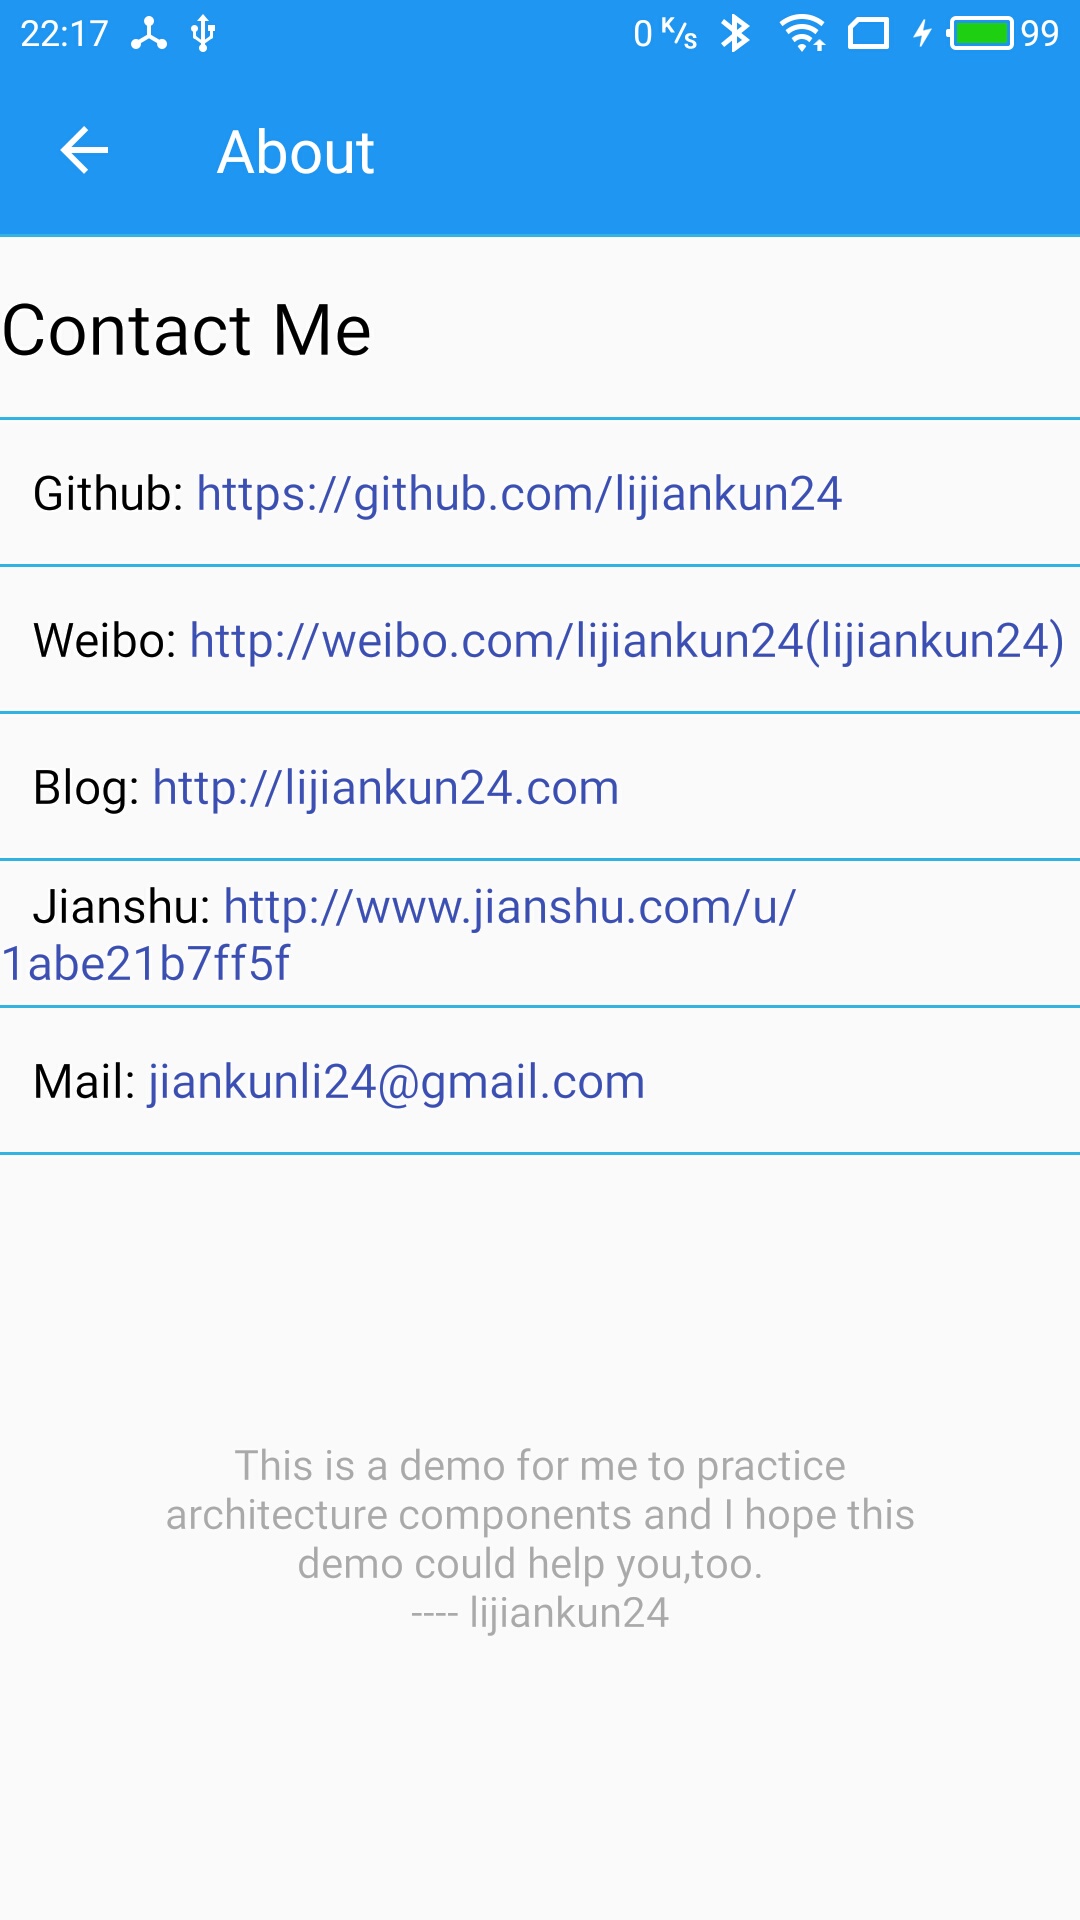 22:17 0 K/s 99
About
Contact Me
Github: https://github.com/lijiankun24
Weibo: http://weibo.com/lijiankun24(lijiankun24)
Blog: http://lijiankun24.com
Jianshu: http://www.jianshu.com/u/
1abe21b7ff5f
Mail: jiankunli24@gmail.com
This is a demo for me to practice
architecture components and I hope this
demo could help you,too.
---- lijiankun24